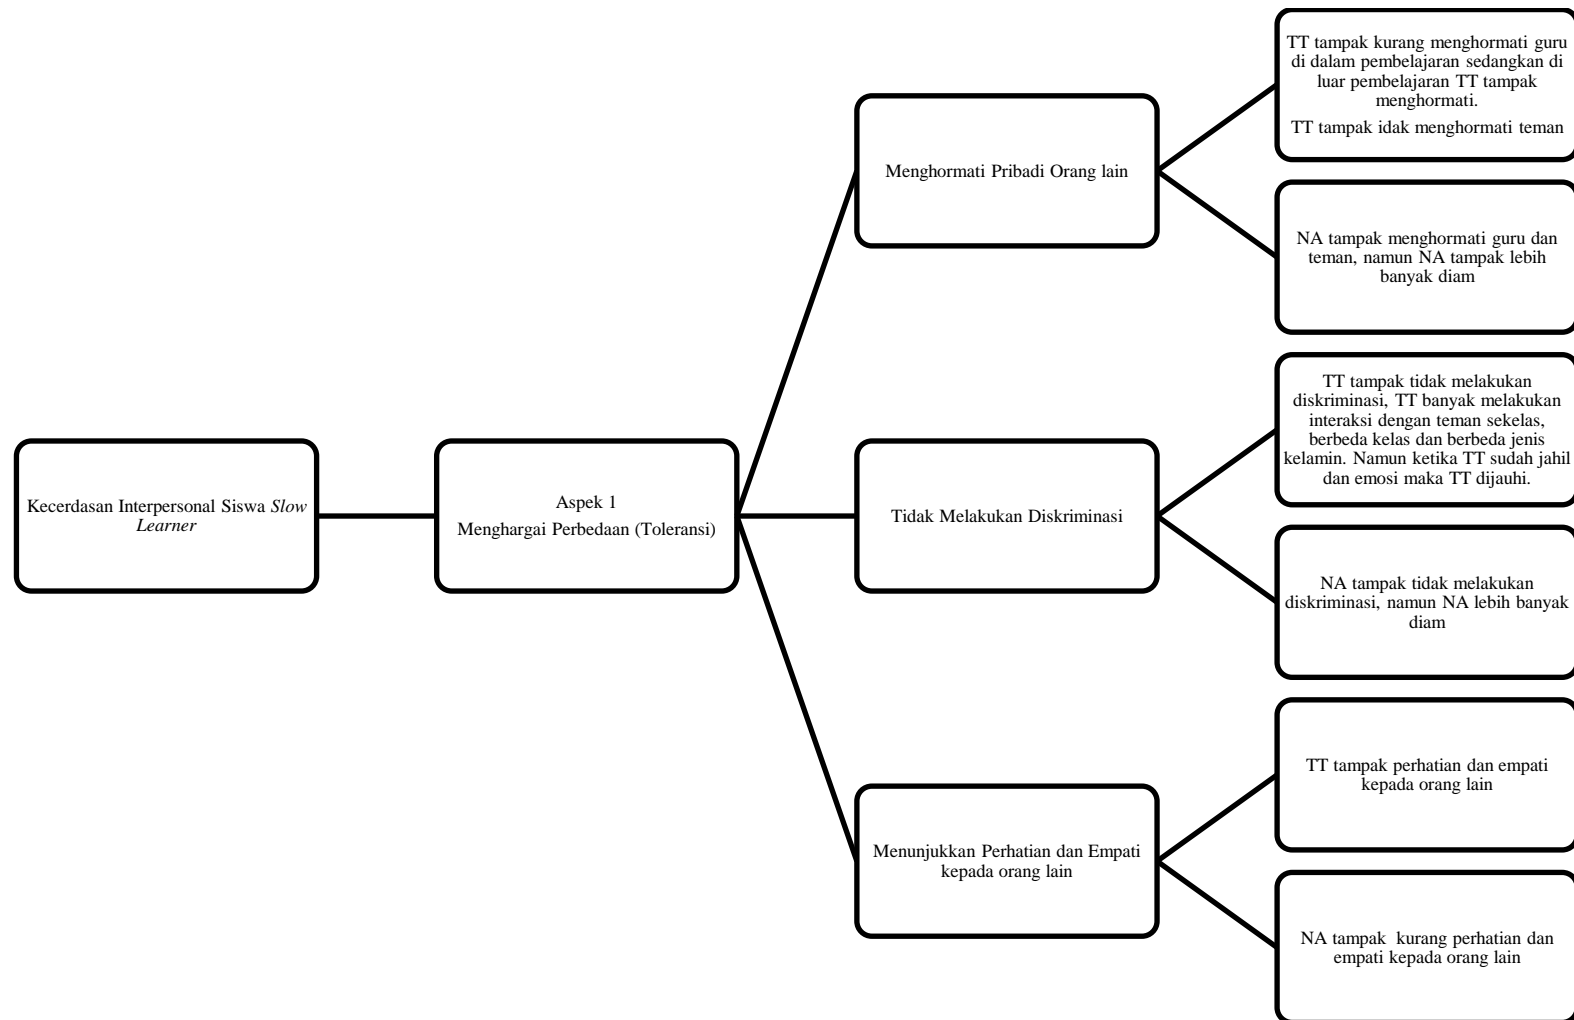 Kecerdasan Interpersonal Siswa Slow
Learner
Aspek 1
Menghargai Perbedaan (Toleransi)
Menghormati Pribadi Orang lain
TT tampak kurang menghormati guru
di dalam pembelajaran sedangkan di
luar pembelajaran TT tampak
menghormati.
TT tampak idak menghormati teman
NA tampak menghormati guru dan
teman, namun NA tampak lebih
banyak diam
Tidak Melakukan Diskriminasi
TT tampak tidak melakukan
diskriminasi, TT banyak melakukan
interaksi dengan teman sekelas,
berbeda kelas dan berbeda jenis
kelamin. Namun ketika TT sudah jahil
dan emosi maka TT dijauhi.
NA tampak tidak melakukan
diskriminasi, namun NA lebih banyak
diam
Menunjukkan Perhatian dan Empati
kepada orang lain
TT tampak perhatian dan empati
kepada orang lain
NA tampak kurang perhatian dan
empati kepada orang lain